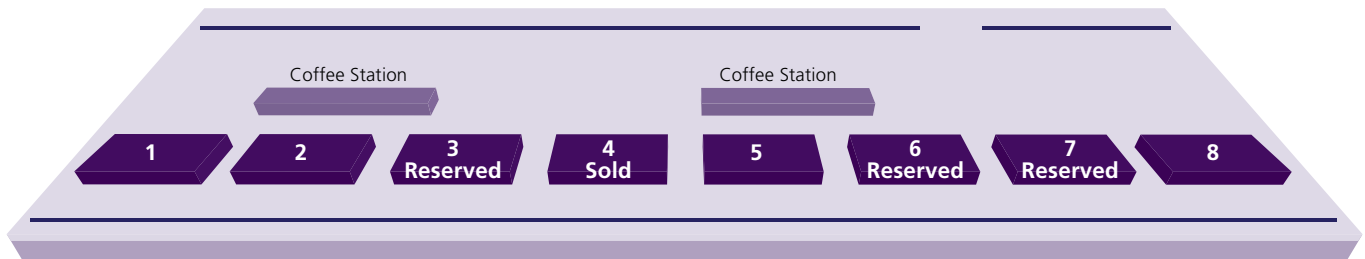 Coffee Station
Coffee Station
1
2
3
Reserved
4
Sold
5
6
Reserved
7
Reserved
8